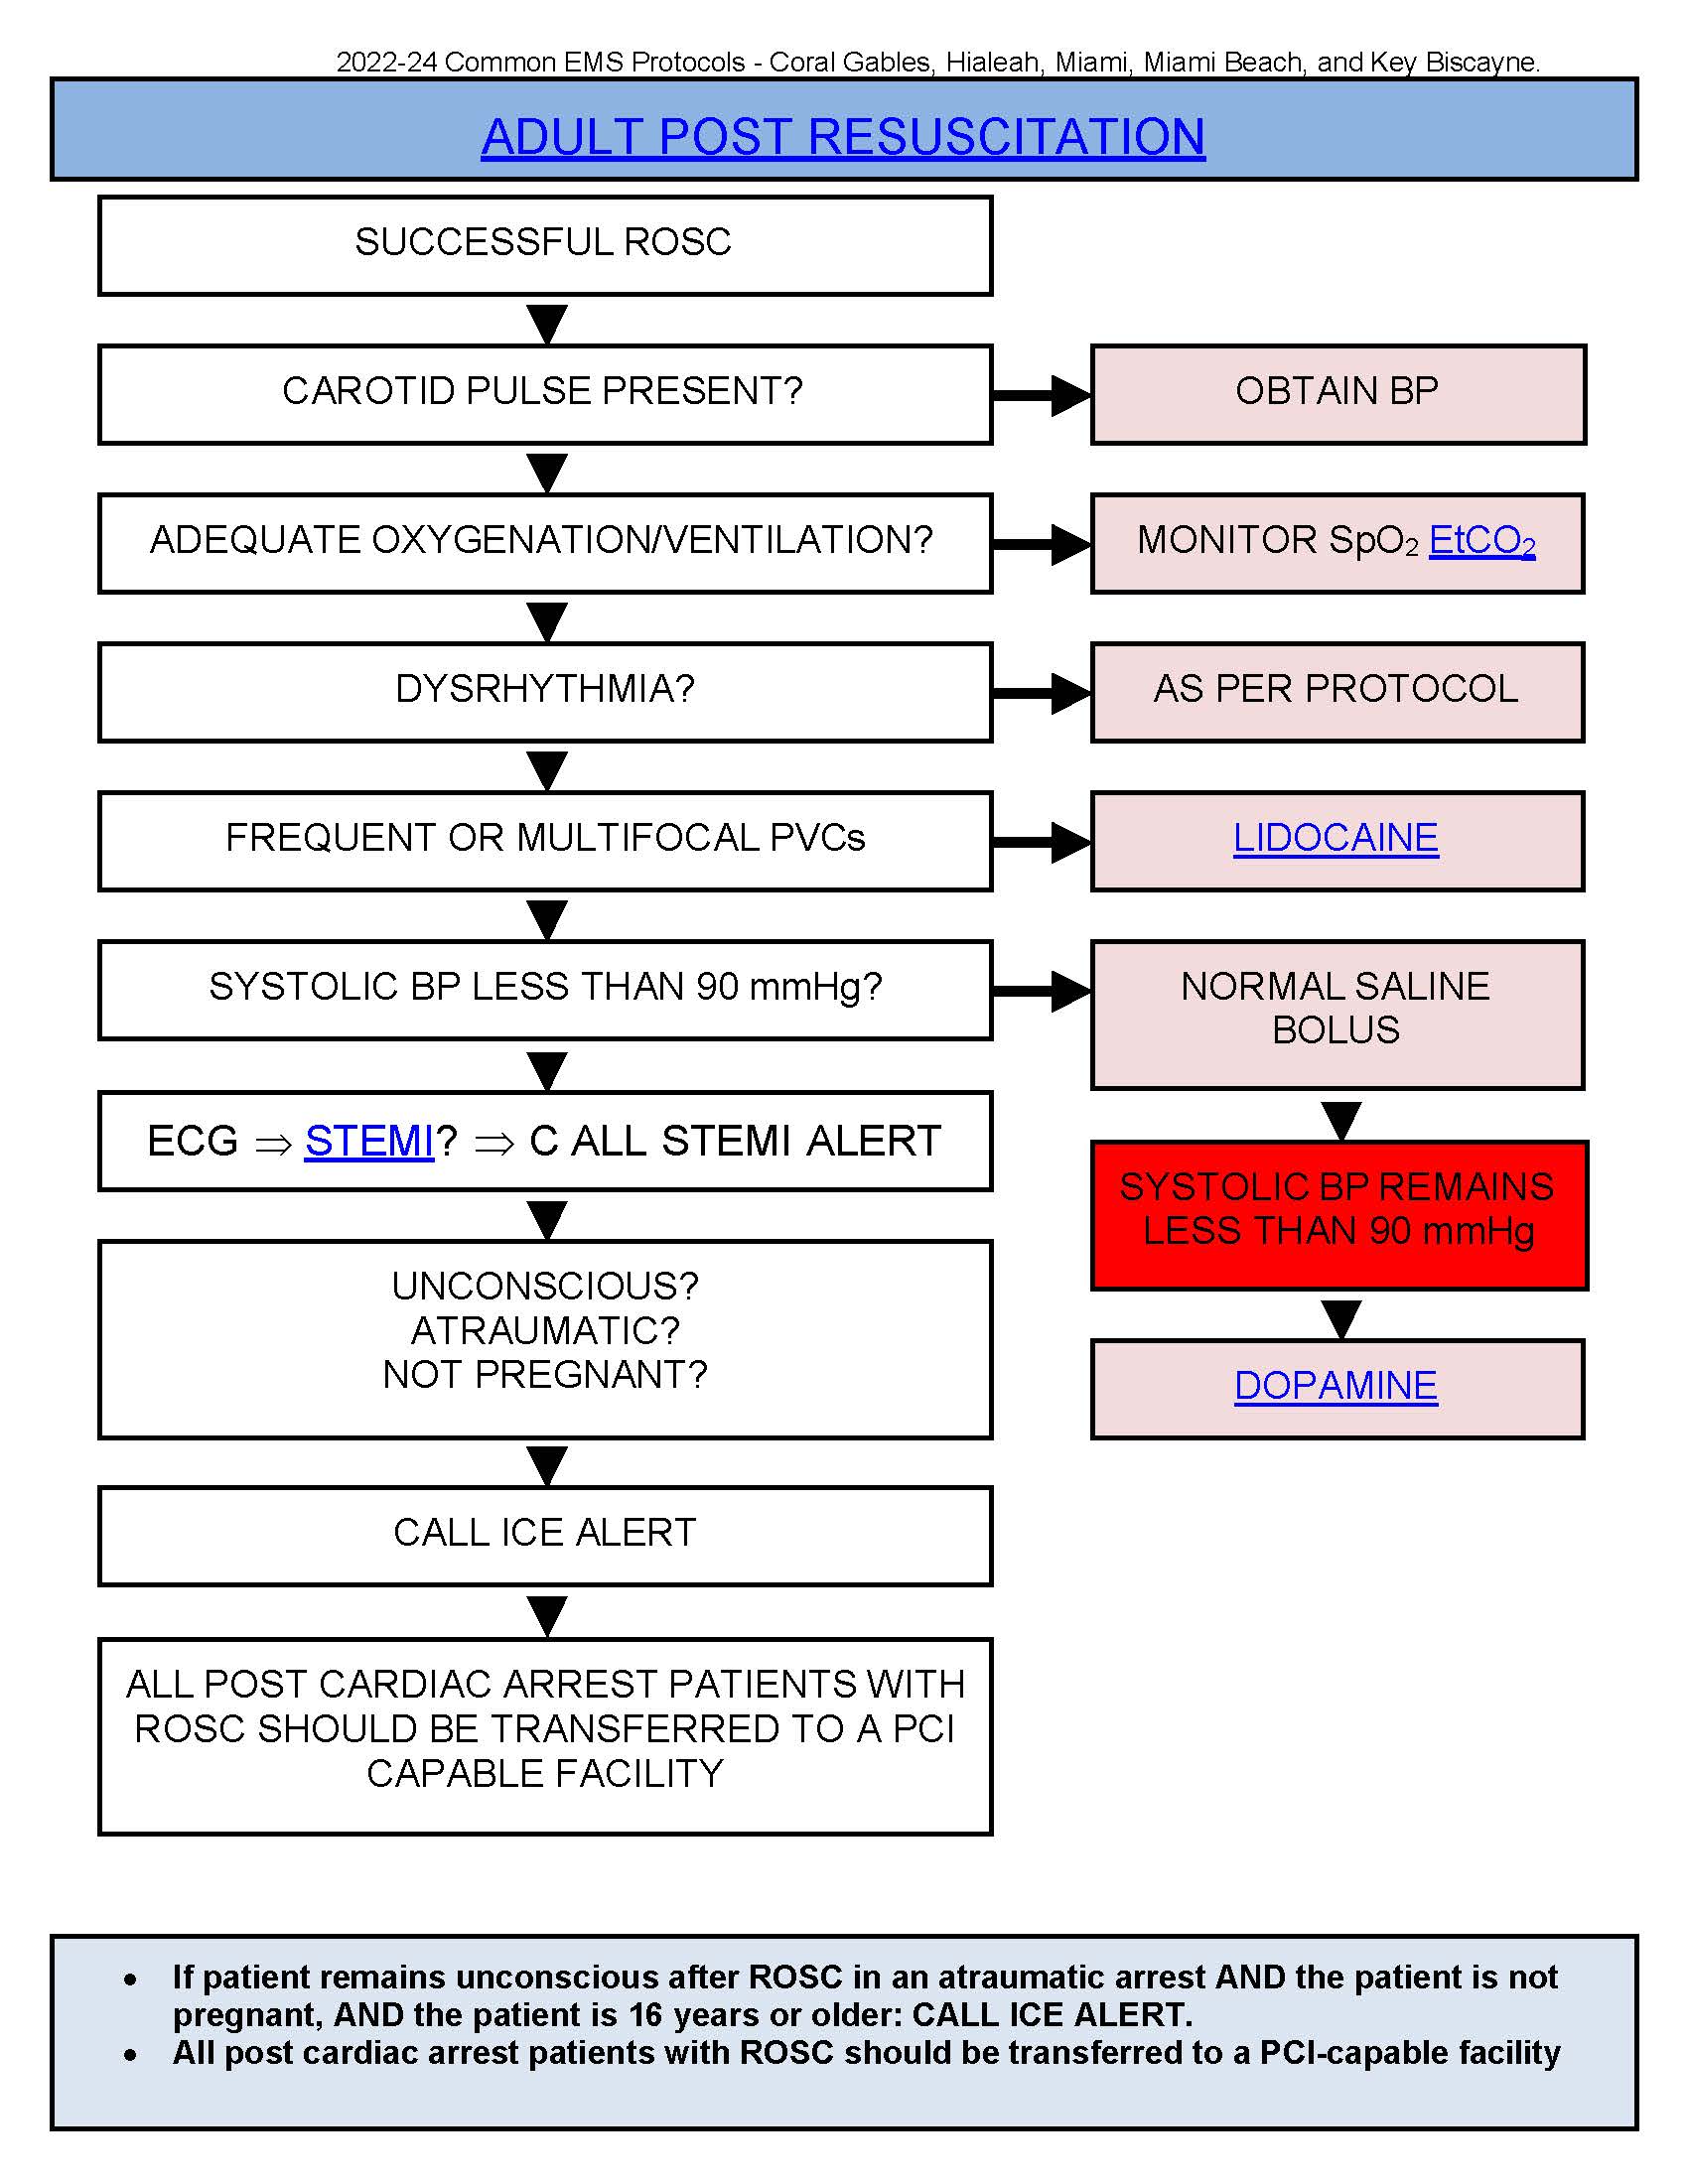 2022-24 Common EMS Protocols - Coral Gables, Hialeah, Miami, Miami Beach, and Key Biscayne.
ADULT POST RESUSCITATION
SUCCESSFUL ROSC
CAROTID PULSE PRESENT?
OBTAIN BP
ADEQUATE OXYGENATION/VENTILATION?
MONITOR SpO₂ EtCO₂
DYSRHYTHMIA?
AS PER PROTOCOL
FREQUENT OR MULTIFOCAL PVCs
LIDOCAINE
SYSTOLIC BP LESS THAN 90 mmHg?
NORMAL SALINE
BOLUS
ECG ⇒ STEMI? ⇒ C ALL STEMI ALERT
SYSTOLIC BP REMAINS
LESS THAN 90 mmHg
UNCONSCIOUS?
ATRAUMATIC?
NOT PREGNANT?
DOPAMINE
CALL ICE ALERT
ALL POST CARDIAC ARREST PATIENTS WITH
ROSC SHOULD BE TRANSFERRED TO A PCI
CAPABLE FACILITY
• If patient remains unconscious after ROSC in an atraumatic arrest AND the patient is not
pregnant, AND the patient is 16 years or older: CALL ICE ALERT.
• All post cardiac arrest patients with ROSC should be transferred to a PCI-capable facility